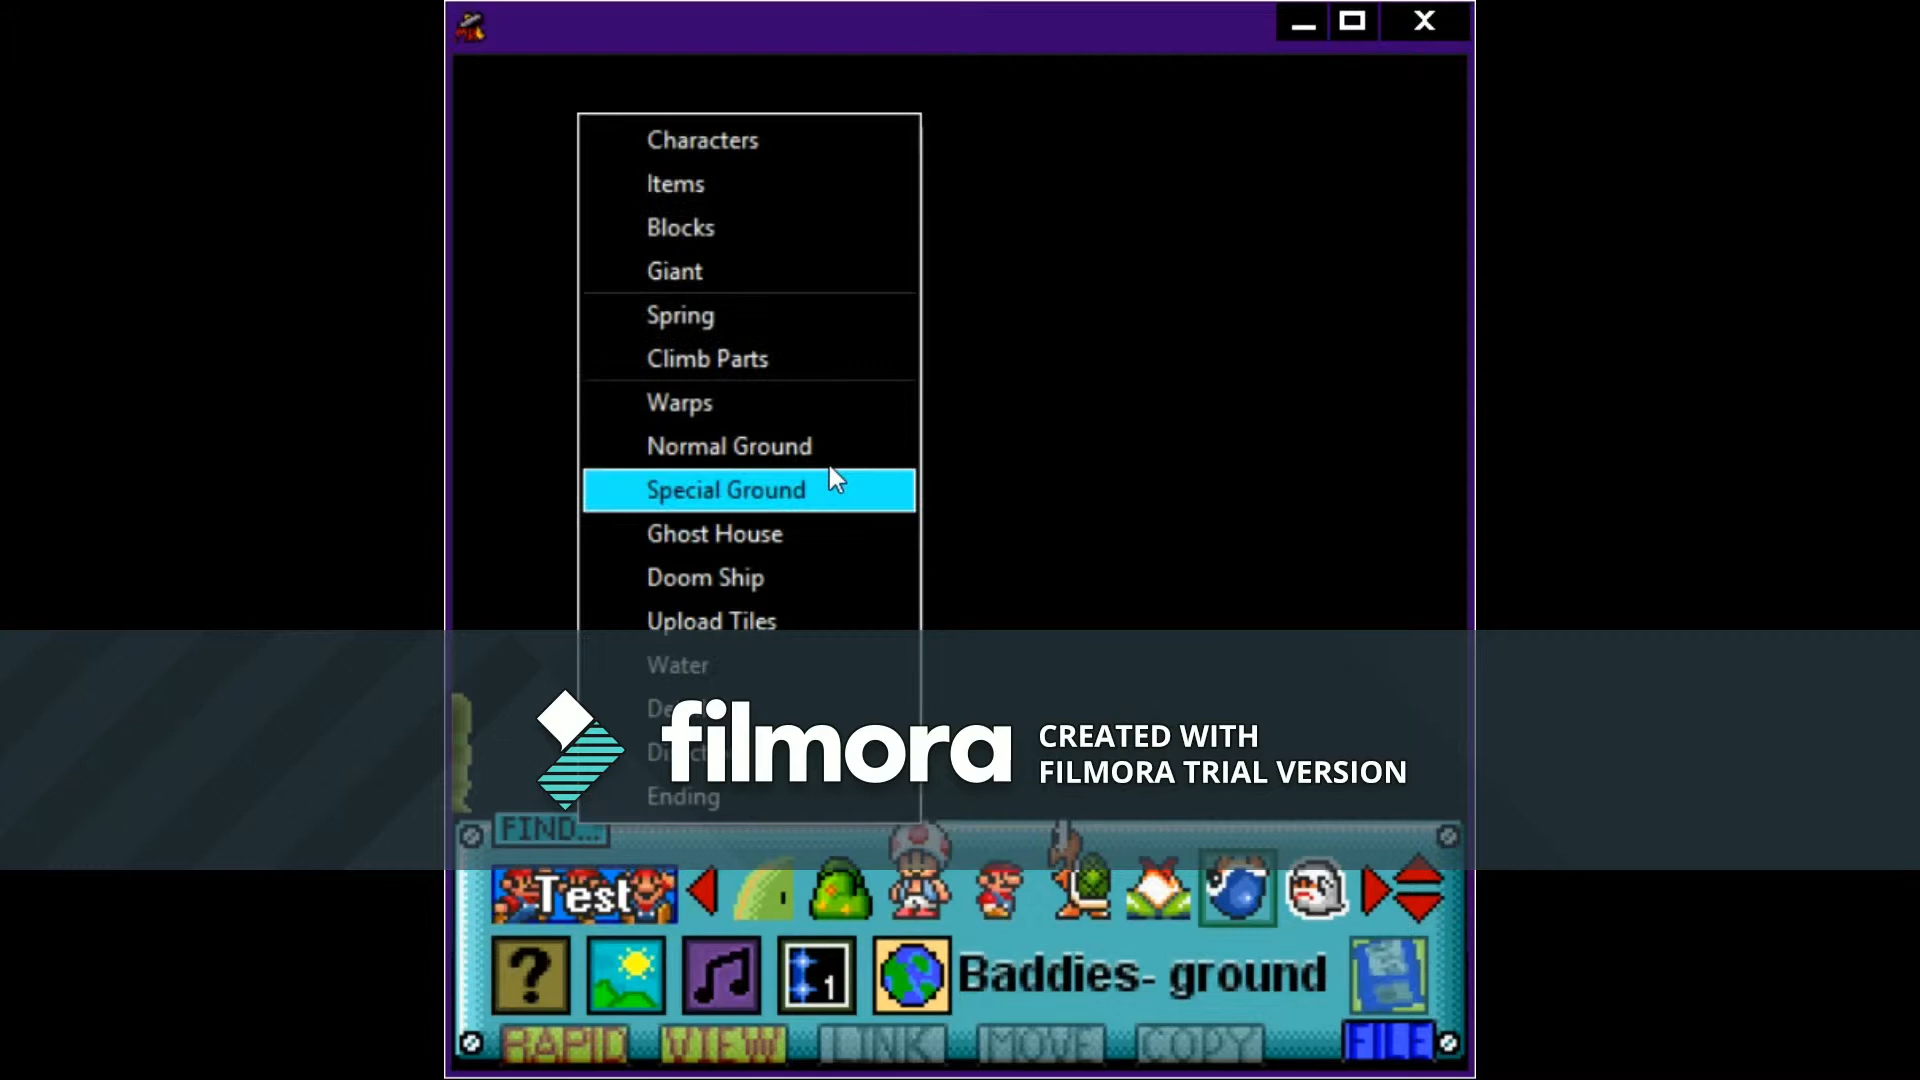 Characters
Items
Blocks
Giant
Spring
Climb Parts
Warps
Normal Ground
Special Ground
Ghost House
Doom Ship
Upload Tiles
Water
Ending
filmora
CREATED WITH
FILMORA TRIAL VERSION
FIND...
Test
? 1 Baddies- ground
RAPID VIEW LINK MOVE COPY FILE